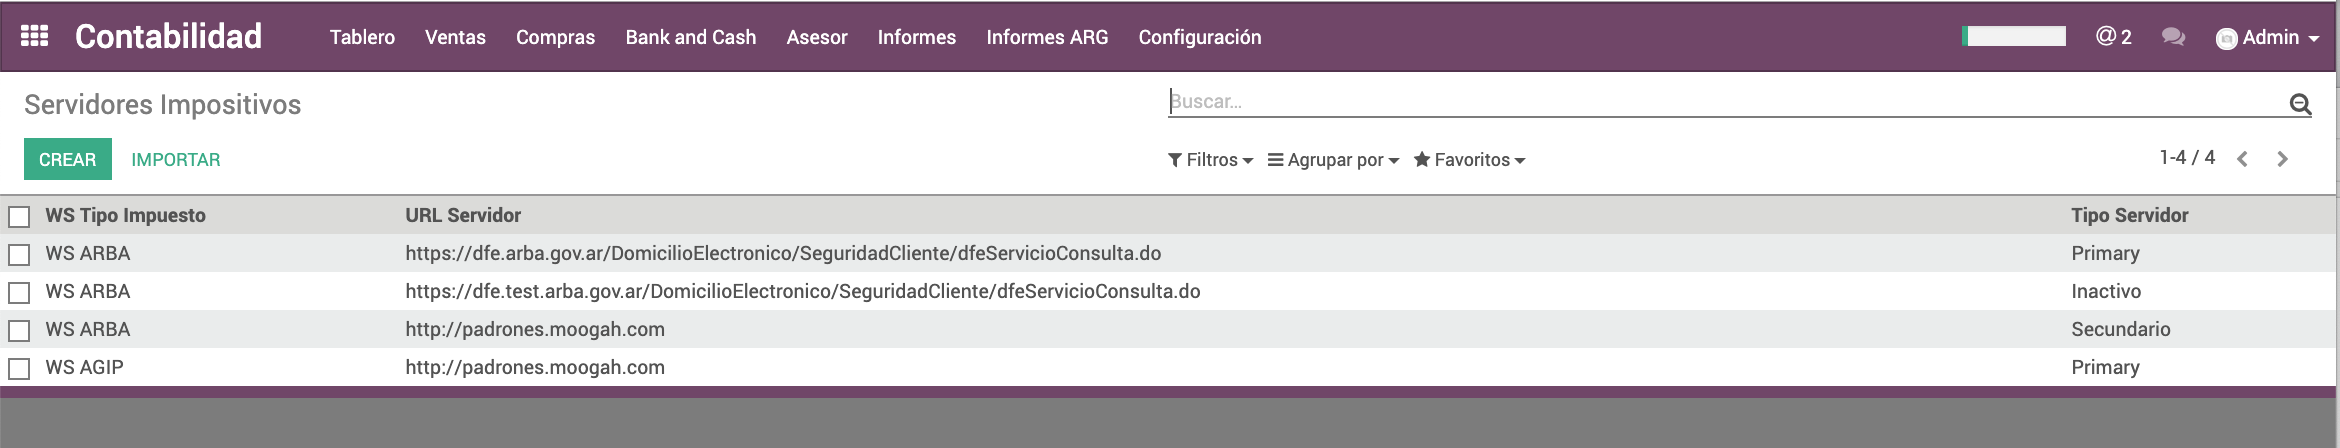 Contabilidad Tablero Ventas Compras Bank and Cash Asesor Informes Informes ARG Configuración @2 Admin
Servidores Impositivos Buscar...
CREAR IMPORTAR Filtros Agrupar por Favoritos 1-4 / 4
WS Tipo Impuesto URL Servidor Tipo Servidor
WS ARBA https://dfe.arba.gov.ar/DomicilioElectronico/SeguridadCliente/dfeServicioConsulta.do Primary
WS ARBA https://dfe.test.arba.gov.ar/DomicilioElectronico/SeguridadCliente/dfeServicioConsulta.do Inactivo
WS ARBA http://padrones.moogah.com Secundario
WS AGIP http://padrones.moogah.com Primary